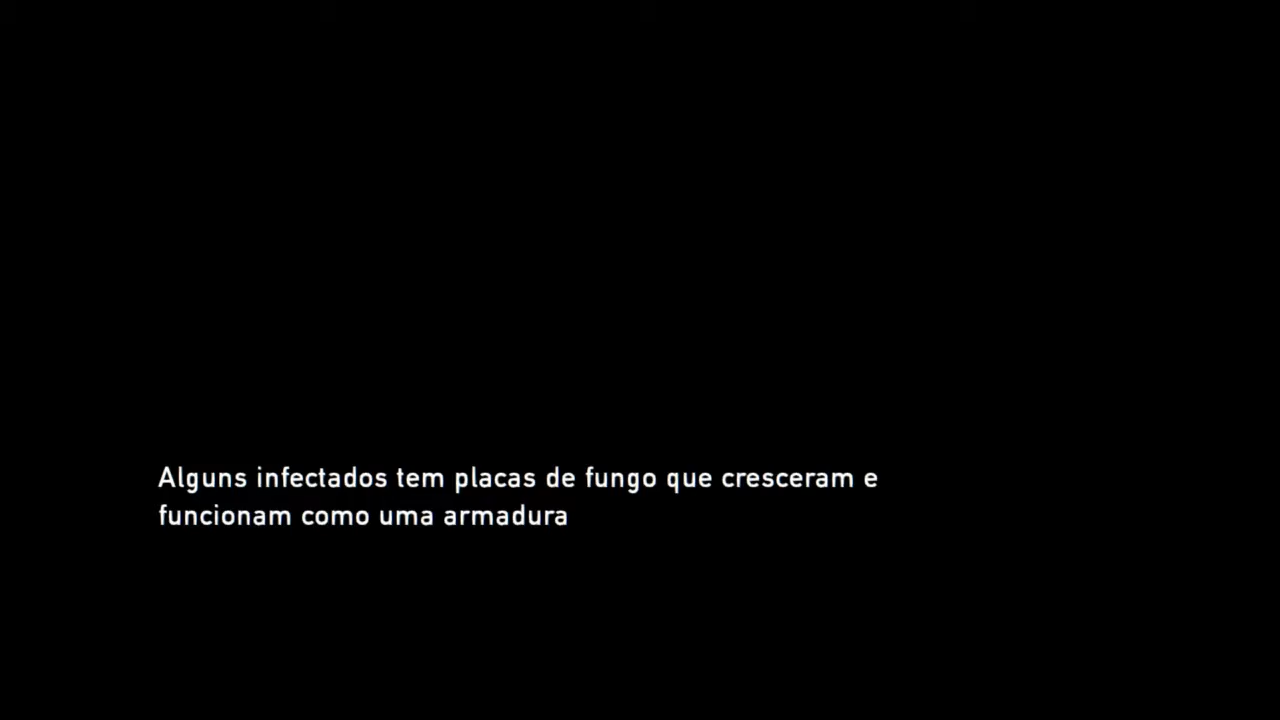 Alguns infectados tem placas de fungo que cresceram e
funcionam como uma armadura